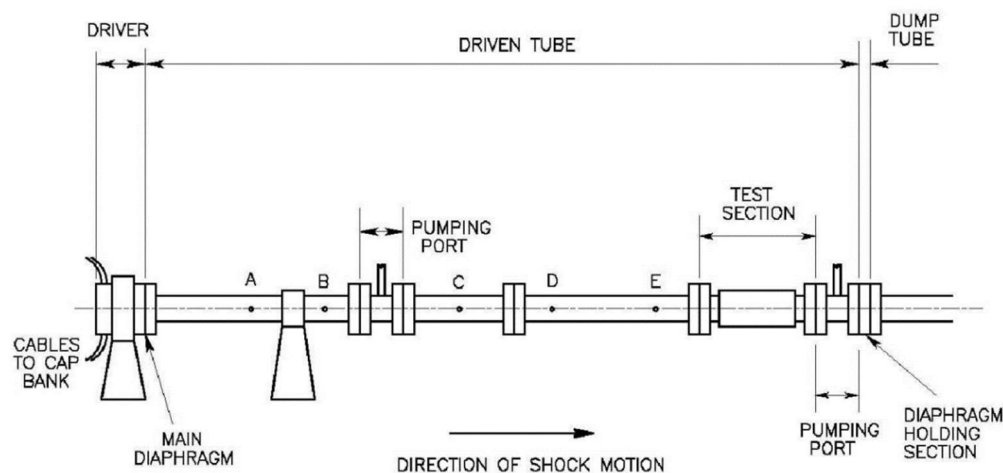 DRIVER
DRIVEN TUBE
DUMP
TUBE
TEST
SECTION
PUMPING
PORT
A
B
C
D
E
CABLES
TO CAP
BANK
MAIN
DIAPHRAGM
DIRECTION OF SHOCK MOTION
PUMPING
PORT
DIAPHRAGM
HOLDING
SECTION